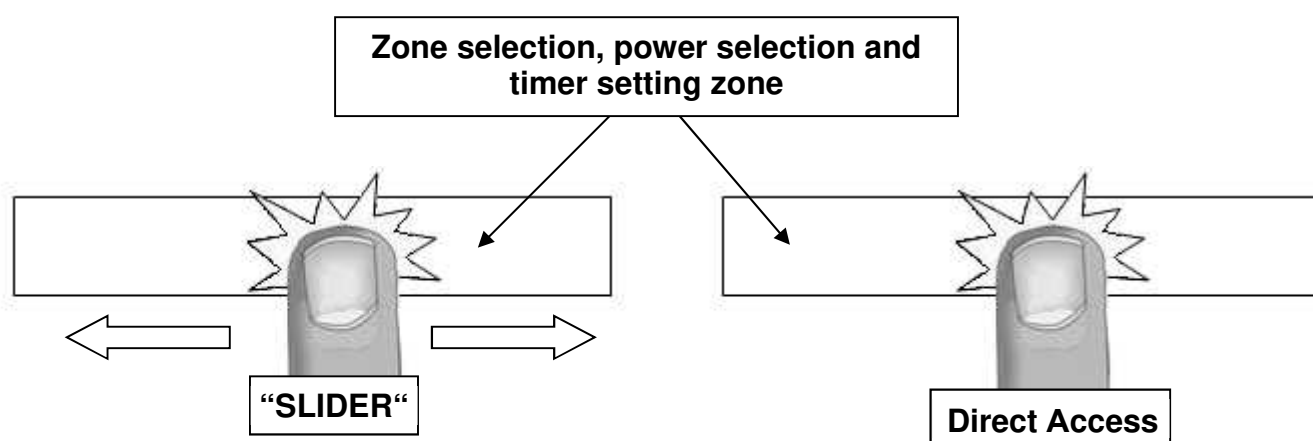 Zone selection, power selection and
timer setting zone
“SLIDER“
Direct Access